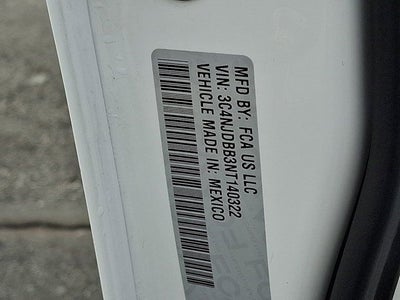 MFD BY: FCA US LLC
VIN: 3C4NJDBB3NT140322
VEHICLE MADE IN: MEXICO